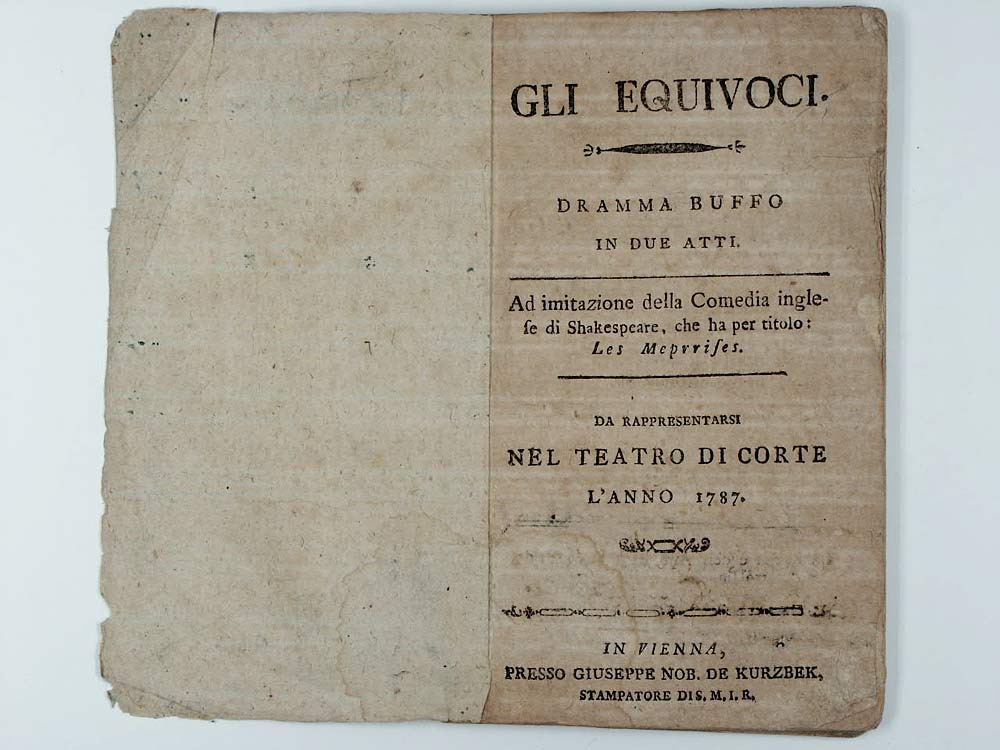 GLI EQUIVOCI.
DRAMMA BUFFO
IN DUE ATTI.
Ad imitazione della Comedia ingle-
ſe di Shakespeare, che ha per titolo:
Les Meprriſes.
DA RAPPRESENTARSI
NEL TEATRO DI CORTE
L'ANNO 1787.
IN VIENNA,
PRESSO GIUSEPPE NOB. DE KURZBEK,
STAMPATORE DI S. M. I. R.